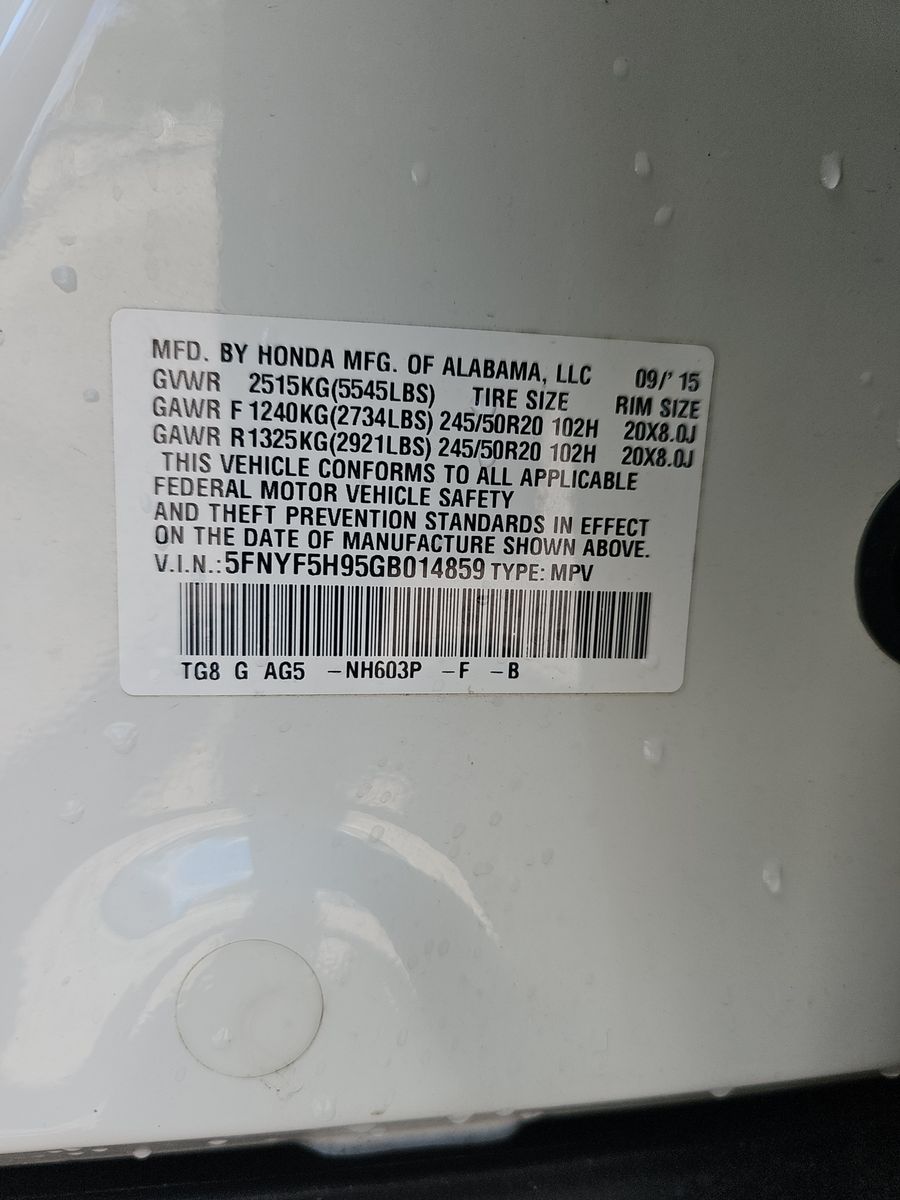 MFD. BY HONDA MFG. OF ALABAMA, LLC 09/'15
GVWR 2515KG(5545LBS) TIRE SIZE RIM SIZE
GAWR F 1240KG(2734LBS) 245/50R20 102H 20X8.0J
GAWR R 1325KG(2921LBS) 245/50R20 102H 20X8.0J
THIS VEHICLE CONFORMS TO ALL APPLICABLE
FEDERAL MOTOR VEHICLE SAFETY
AND THEFT PREVENTION STANDARDS IN EFFECT
ON THE DATE OF MANUFACTURE SHOWN ABOVE.
V.I.N.:5FNYF5H95GB014859 TYPE: MPV
TG8 G AG5 -NH603P -F -B